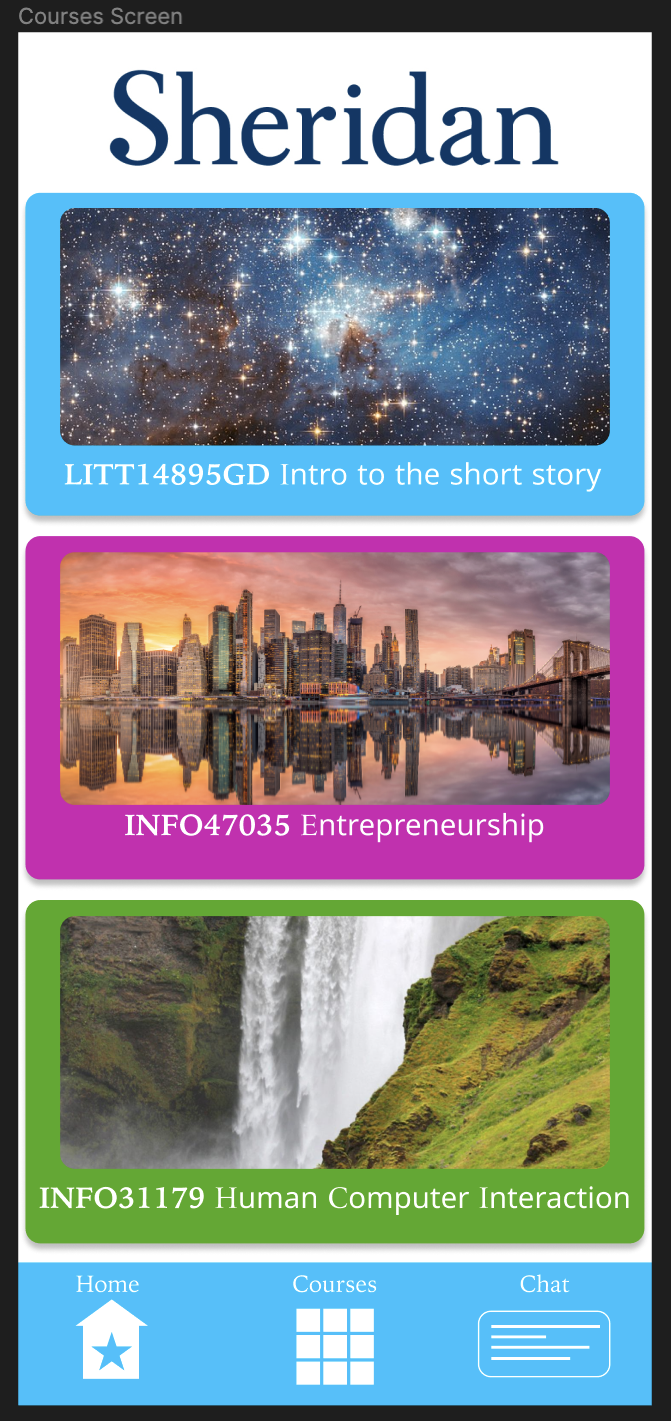 Courses Screen
Sheridan
LITT14895GD Intro to the short story
INFO47035 Entrepreneurship
INFO31179 Human Computer Interaction
Home Courses Chat